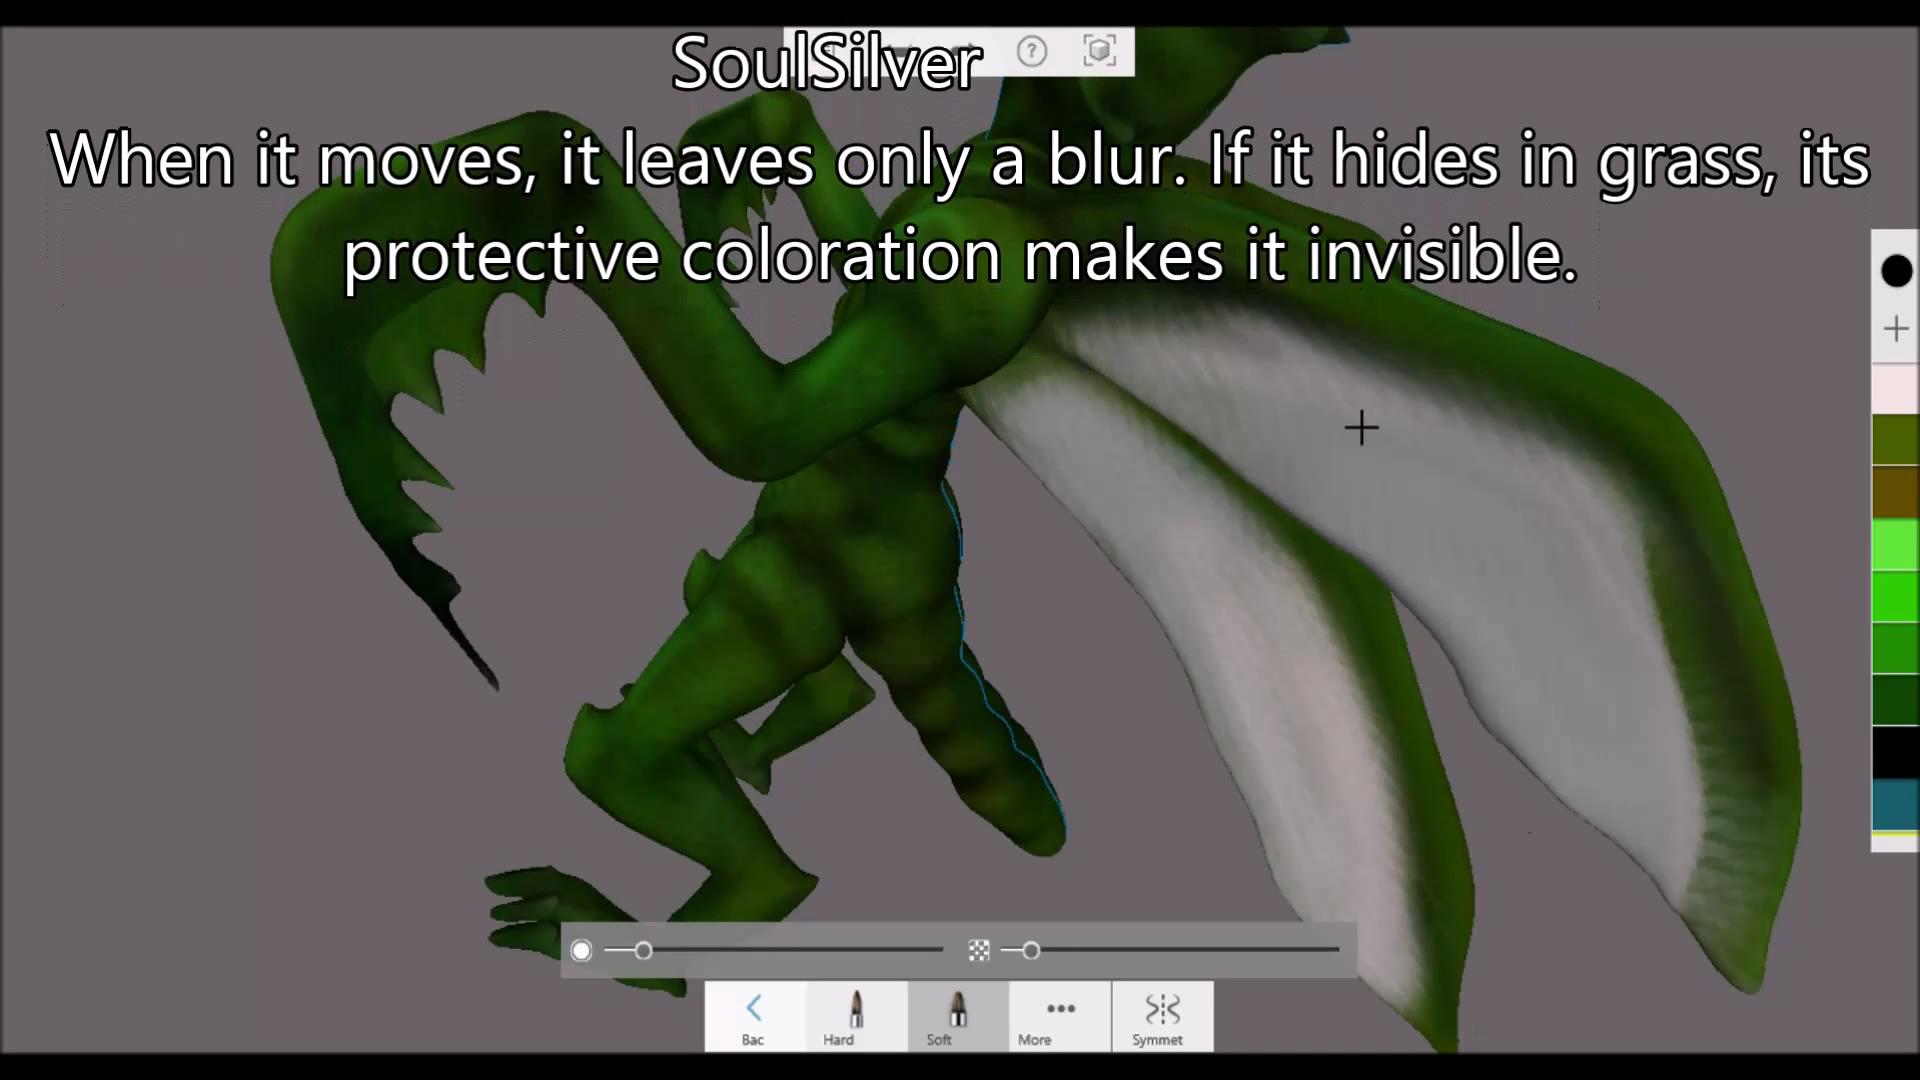 SoulSilver
When it moves, it leaves only a blur. If it hides in grass, its
protective coloration makes it invisible.
Bac
Hard
Soft
More
Symmet